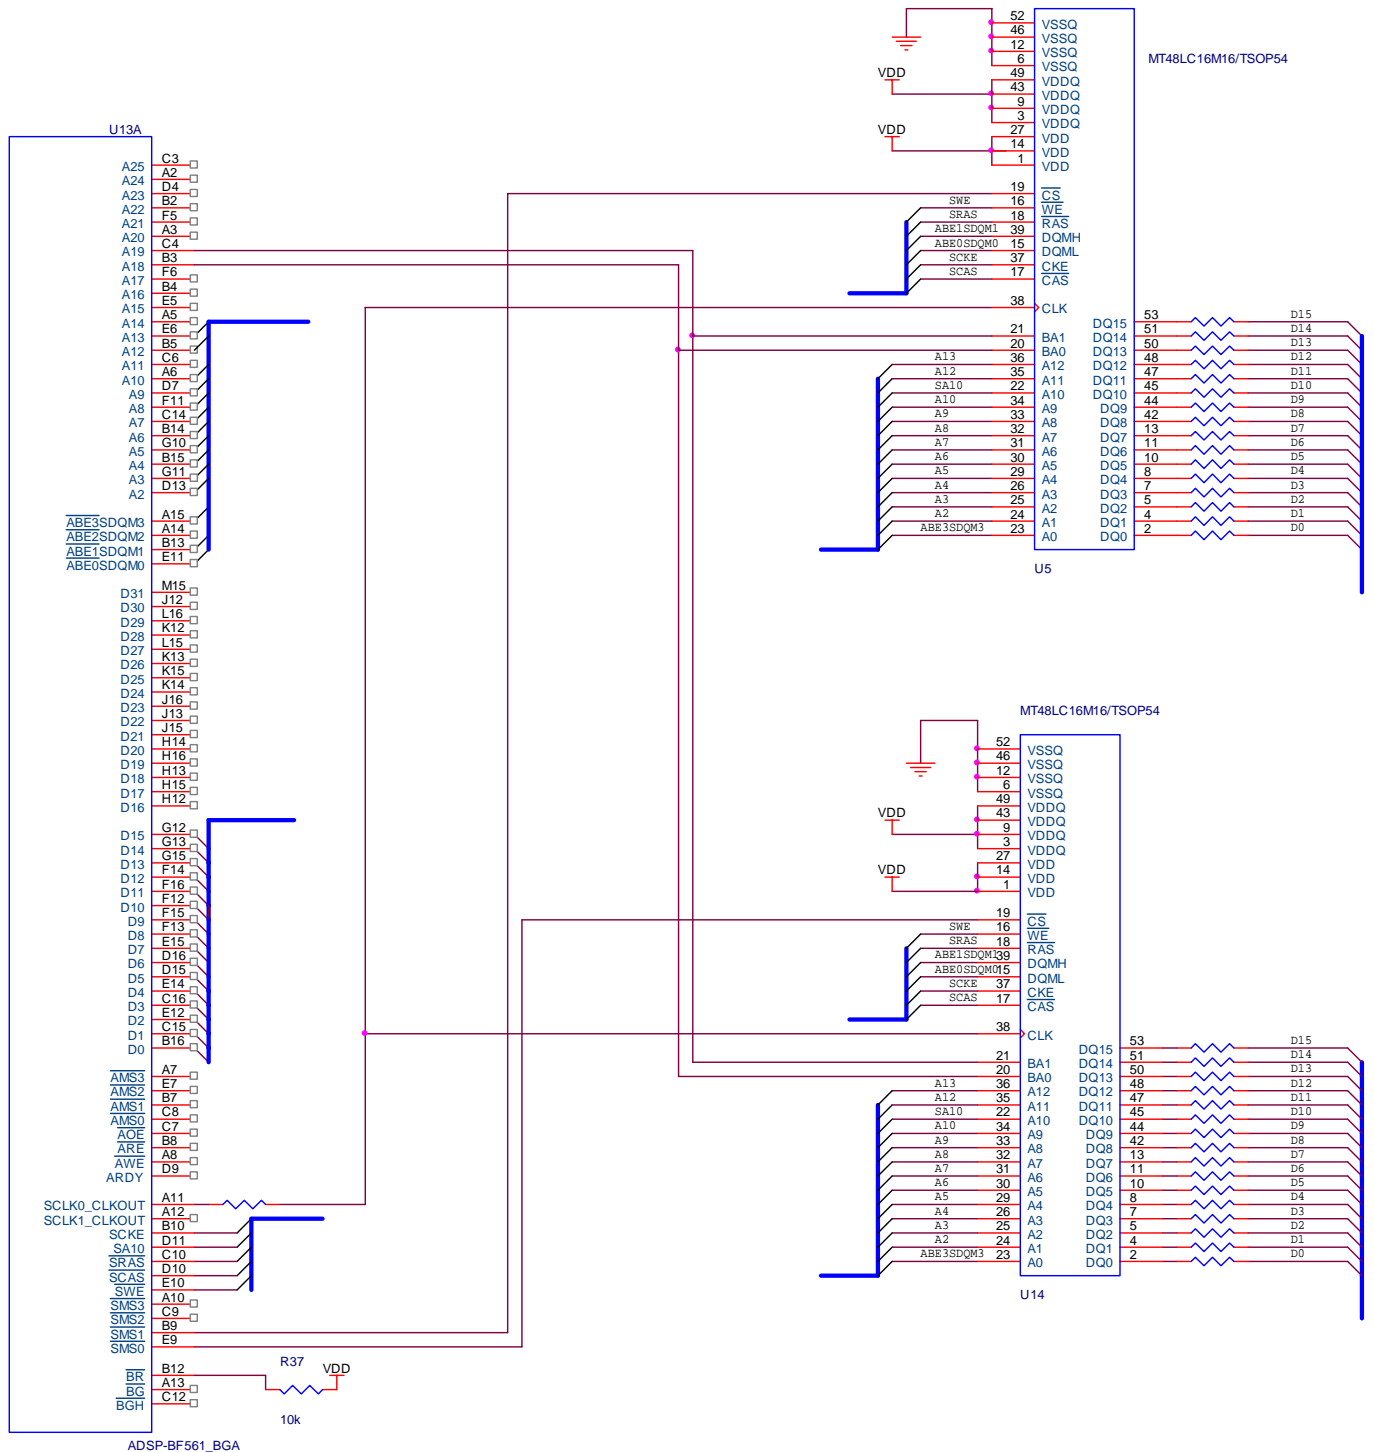 U13A
A25 C3
A24 A2
A23 D4
A22 B2
A21 F5
A20 A3
A19 C4
A18 B3
A17 F6
A16 B4
A15 E5
A14 A5
A13 E6
A12 B5
A11 C6
A10 A6
A9 D7
A8 F11
A7 C14
A6 B14
A5 G10
A4 B15
A3 G11
A2 D13
ABE3SDQM3 A15
ABE2SDQM2 A14
ABE1SDQM1 B13
ABE0SDQM0 E11
D31 M15
D30 J12
D29 L16
D28 K12
D27 L15
D26 K13
D25 K15
D24 K14
D23 J16
D22 J13
D21 J15
D20 H14
D19 H16
D18 H13
D17 H15
D16 H12
D15 G12
D14 G13
D13 G15
D12 F14
D11 F16
D10 F12
D9 F15
D8 F13
D7 E15
D6 D16
D5 D15
D4 E14
D3 C16
D2 E12
D1 C15
D0 B16
AMS3 A7
AMS2 E7
AMS1 B7
AMS0 C8
AOE C7
ARE B8
AWE A8
ARDY D9
SCLK0_CLKOUT A11
SCLK1_CLKOUT A12
SCKE B10
SA10 D11
SRAS C10
SCAS D10
SWE E10
SMS3 A10
SMS2 C9
SMS1 B9
SMS0 E9
BR B12
BG A13
BGH C12
ADSP-BF561_BGA
R37
VDD
10k
MT48LC16M16/TSOP54
52 VSSQ
46 VSSQ
12 VSSQ
6 VSSQ
VDD
49 VDDQ
43 VDDQ
9 VDDQ
3 VDDQ
VDD
27 VDD
14 VDD
1 VDD
19 CS
SWE 16 WE
SRAS 18 RAS
ABE1SDQM1 39 DQMH
ABE0SDQM0 15 DQML
SCKE 37 CKE
SCAS 17 CAS
38 CLK
21 BA1
20 BA0
A13 36 A12
A12 35 A11
SA10 22 A10
A10 34 A9
A9 33 A8
A8 32 A7
A7 31 A6
A6 30 A5
A5 29 A4
A4 26 A3
A3 25 A2
A2 24 A1
ABE3SDQM3 23 A0
DQ15 53 D15
DQ14 51 D14
DQ13 50 D13
DQ12 48 D12
DQ11 47 D11
DQ10 45 D10
DQ9 44 D9
DQ8 42 D8
DQ7 13 D7
DQ6 11 D6
DQ5 10 D5
DQ4 8 D4
DQ3 7 D3
DQ2 5 D2
DQ1 4 D1
DQ0 2 D0
U5
MT48LC16M16/TSOP54
52 VSSQ
46 VSSQ
12 VSSQ
6 VSSQ
VDD
49 VDDQ
43 VDDQ
9 VDDQ
3 VDDQ
VDD
27 VDD
14 VDD
1 VDD
19 CS
SWE 16 WE
SRAS 18 RAS
ABE1SDQM1 39 DQMH
ABE0SDQM0 15 DQML
SCKE 37 CKE
SCAS 17 CAS
38 CLK
21 BA1
20 BA0
A13 36 A12
A12 35 A11
SA10 22 A10
A10 34 A9
A9 33 A8
A8 32 A7
A7 31 A6
A6 30 A5
A5 29 A4
A4 26 A3
A3 25 A2
A2 24 A1
ABE3SDQM3 23 A0
DQ15 53 D15
DQ14 51 D14
DQ13 50 D13
DQ12 48 D12
DQ11 47 D11
DQ10 45 D10
DQ9 44 D9
DQ8 42 D8
DQ7 13 D7
DQ6 11 D6
DQ5 10 D5
DQ4 8 D4
DQ3 7 D3
DQ2 5 D2
DQ1 4 D1
DQ0 2 D0
U14